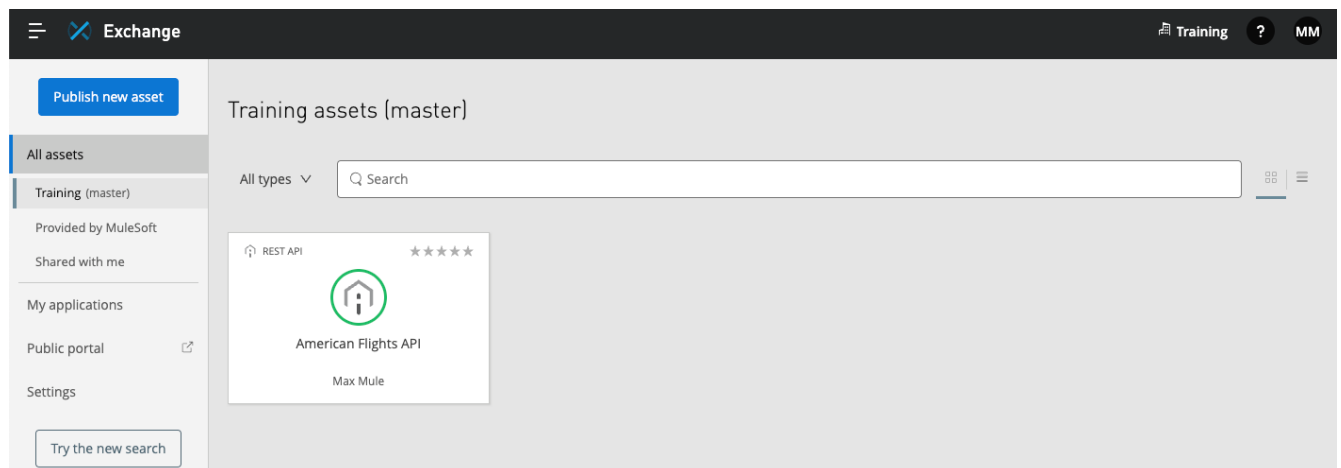 Exchange
Training
?
MM
Publish new asset
All assets
Training (master)
Provided by MuleSoft
Shared with me
My applications
Public portal
Settings
Try the new search
Training assets (master)
All types
Search
REST API
American Flights API
Max Mule